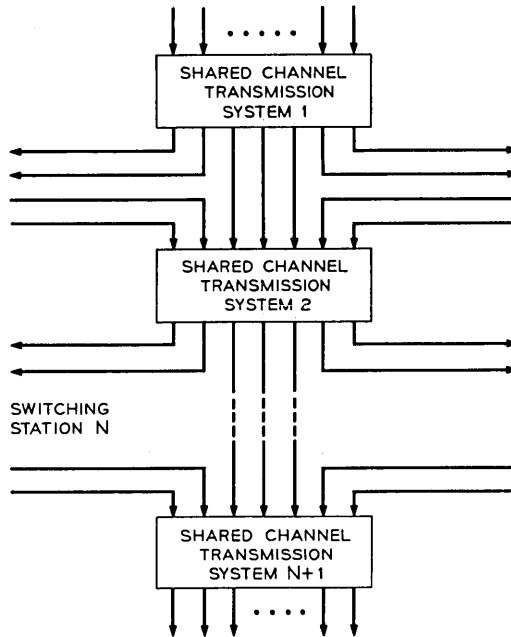 SHARED CHANNEL
TRANSMISSION
SYSTEM 1
SHARED CHANNEL
TRANSMISSION
SYSTEM 2
SWITCHING
STATION N
SHARED CHANNEL
TRANSMISSION
SYSTEM N+1